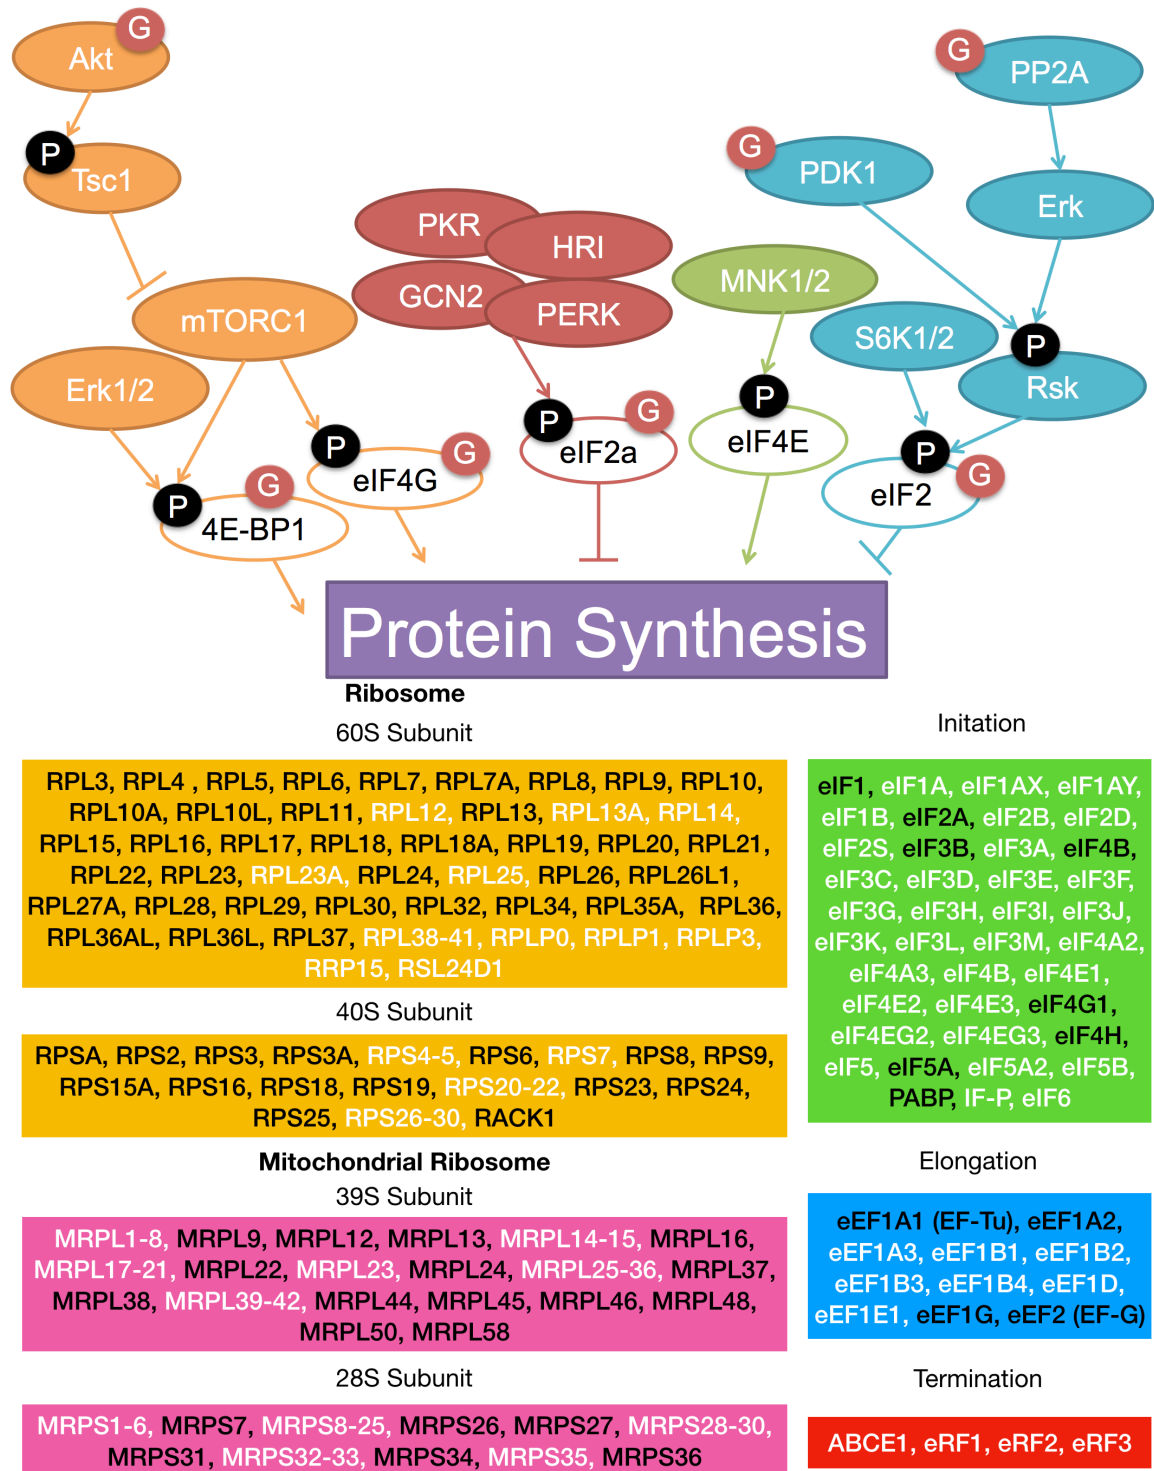 G
Akt
G
PP2A
P
Tsc1
G
PDK1
Erk
PKR
HRI
GCN2
PERK
MNK1/2
mTORC1
S6K1/2
P
Rsk
Erk1/2
P
eIF4E
P
G
eIF2a
P
G
eIF4G
P
G
eIF2
G
P
4E-BP1
Protein Synthesis
Ribosome
60S Subunit
RPL3, RPL4 , RPL5, RPL6, RPL7, RPL7A, RPL8, RPL9, RPL10,
RPL10A, RPL10L, RPL11, RPL12, RPL13, RPL13A, RPL14,
RPL15, RPL16, RPL17, RPL18, RPL18A, RPL19, RPL20, RPL21,
RPL22, RPL23, RPL23A, RPL24, RPL25, RPL26, RPL26L1,
RPL27A, RPL28, RPL29, RPL30, RPL32, RPL34, RPL35A, RPL36,
RPL36AL, RPL36L, RPL37, RPL38-41, RPLP0, RPLP1, RPLP3,
RRP15, RSL24D1
40S Subunit
RPSA, RPS2, RPS3, RPS3A, RPS4-5, RPS6, RPS7, RPS8, RPS9,
RPS15A, RPS16, RPS18, RPS19, RPS20-22, RPS23, RPS24,
RPS25, RPS26-30, RACK1
Mitochondrial Ribosome
39S Subunit
MRPL1-8, MRPL9, MRPL12, MRPL13, MRPL14-15, MRPL16,
MRPL17-21, MRPL22, MRPL23, MRPL24, MRPL25-36, MRPL37,
MRPL38, MRPL39-42, MRPL44, MRPL45, MRPL46, MRPL48,
MRPL50, MRPL58
28S Subunit
MRPS1-6, MRPS7, MRPS8-25, MRPS26, MRPS27, MRPS28-30,
MRPS31, MRPS32-33, MRPS34, MRPS35, MRPS36
Initation
eIF1, eIF1A, eIF1AX, eIF1AY,
eIF1B, eIF2A, eIF2B, eIF2D,
eIF2S, eIF3B, eIF3A, eIF4B,
eIF3C, eIF3D, eIF3E, eIF3F,
eIF3G, eIF3H, eIF3I, eIF3J,
eIF3K, eIF3L, eIF3M, eIF4A2,
eIF4A3, eIF4B, eIF4E1,
eIF4E2, eIF4E3, eIF4G1,
eIF4EG2, eIF4EG3, eIF4H,
eIF5, eIF5A, eIF5A2, eIF5B,
PABP, IF-P, eIF6
Elongation
eEF1A1 (EF-Tu), eEF1A2,
eEF1A3, eEF1B1, eEF1B2,
eEF1B3, eEF1B4, eEF1D,
eEF1E1, eEF1G, eEF2 (EF-G)
Termination
ABCE1, eRF1, eRF2, eRF3